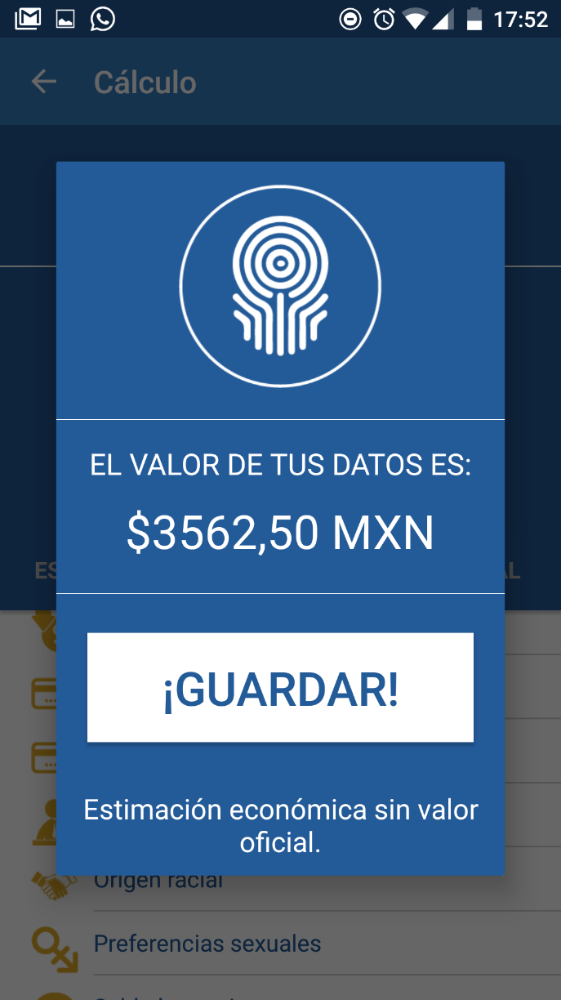 17:52
Cálculo
EL VALOR DE TUS DATOS ES:
$3562,50 MXN
¡GUARDAR!
Estimación económica sin valor
oficial.
Origen racial
Preferencias sexuales